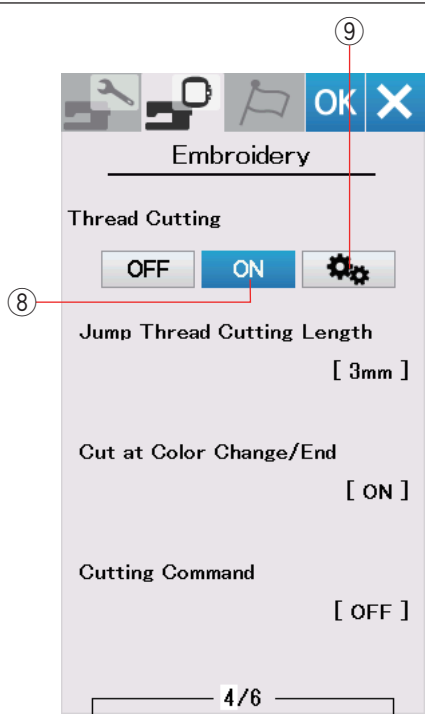 ⑨
OK
Embroidery
Thread Cutting
OFF ON
⑧
Jump Thread Cutting Length
[ 3mm ]
Cut at Color Change/End
[ ON ]
Cutting Command
[ OFF ]
4/6